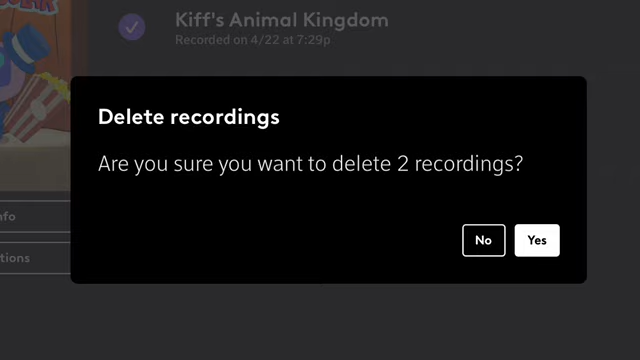 Kiff's Animal Kingdom
Recorded on 4/22 at 7:29p
Delete recordings
Are you sure you want to delete 2 recordings?
No
Yes